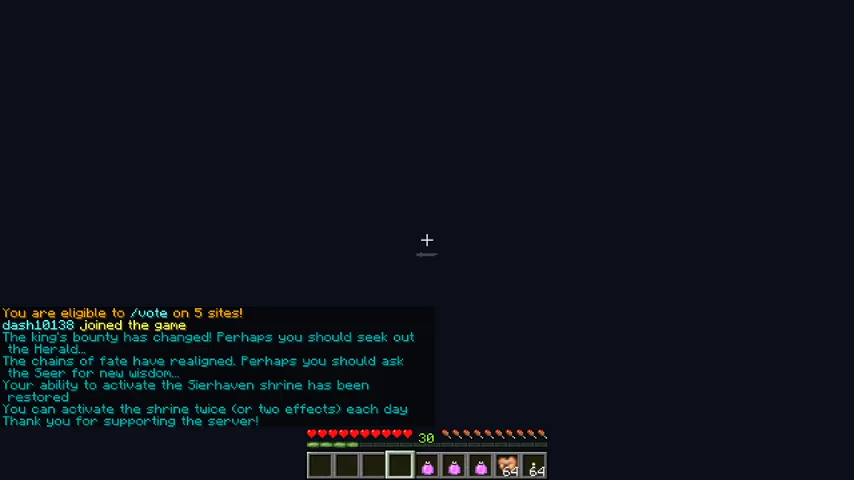 You are eligible to /vote on 5 sites!
dash10138 joined the game
The king's bounty has changed! Perhaps you should seek out
the Herald...
The chains of fate have realigned. Perhaps you should ask
the Seer for new wisdom...
Your ability to activate the Sierhaven shrine has been
restored
You can activate the shrine twice (or two effects) each day
Thank you for supporting the server!
30
64 64